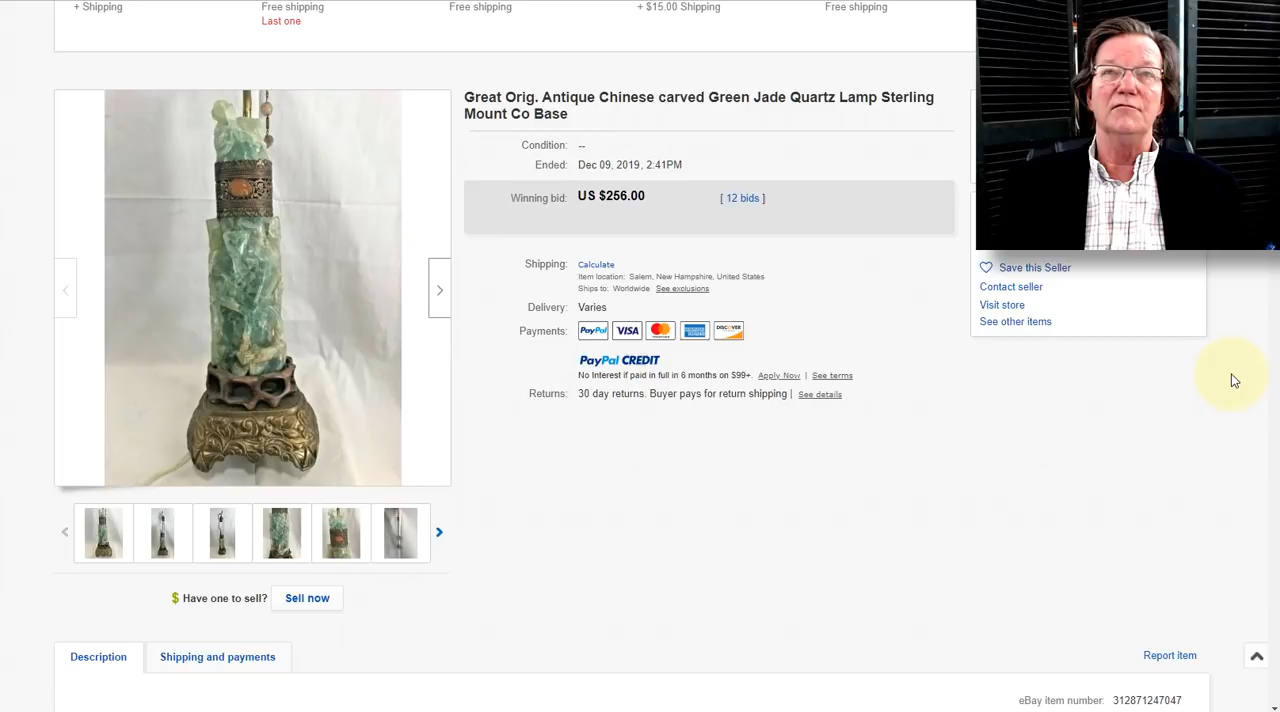 + Shipping
Free shipping
Last one
Free shipping
+ $15.00 Shipping
Free shipping
Great Orig. Antique Chinese carved Green Jade Quartz Lamp Sterling
Mount Co Base
Condition: --
Ended: Dec 09, 2019, 2:41PM
Winning bid: US $256.00 [ 12 bids ]
Shipping: Calculate
Item location: Salem, New Hampshire, United States
Ships to: Worldwide See exclusions
Delivery: Varies
Payments: PayPal VISA MasterCard AMERICAN EXPRESS DISCOVER
PayPal CREDIT
No Interest if paid in full in 6 months on $99+. Apply Now | See terms
Returns: 30 day returns. Buyer pays for return shipping | See details
Save this Seller
Contact seller
Visit store
See other items
$ Have one to sell? Sell now
Description
Shipping and payments
Report item
eBay item number: 312871247047